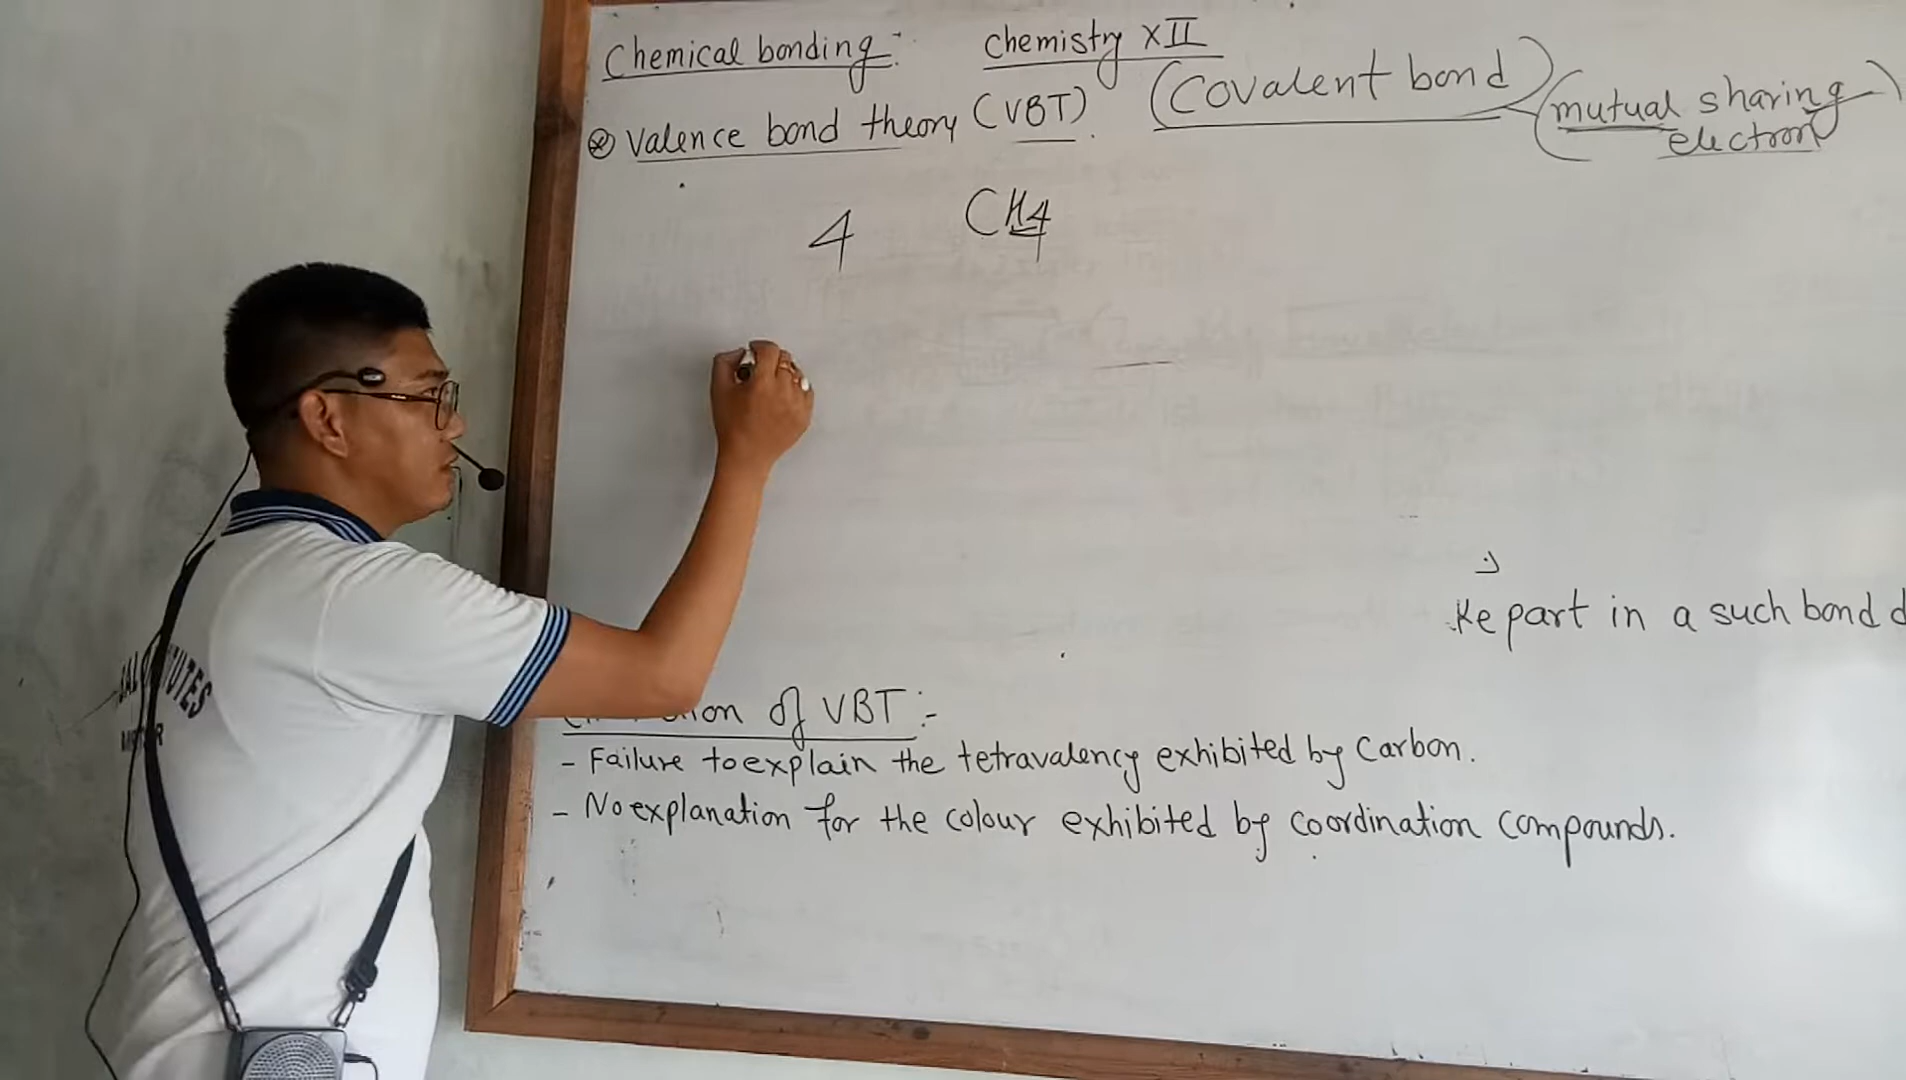 Chemical bonding:- Chemistry XII
⊛ Valence bond theory (VBT). (Covalent bond) (mutual sharing
electron)
4 CH4
ke part in a such bond
of VBT :-
- Failure to explain the tetravalency exhibited by Carbon.
- No explanation for the colour exhibited by coordination compounds.